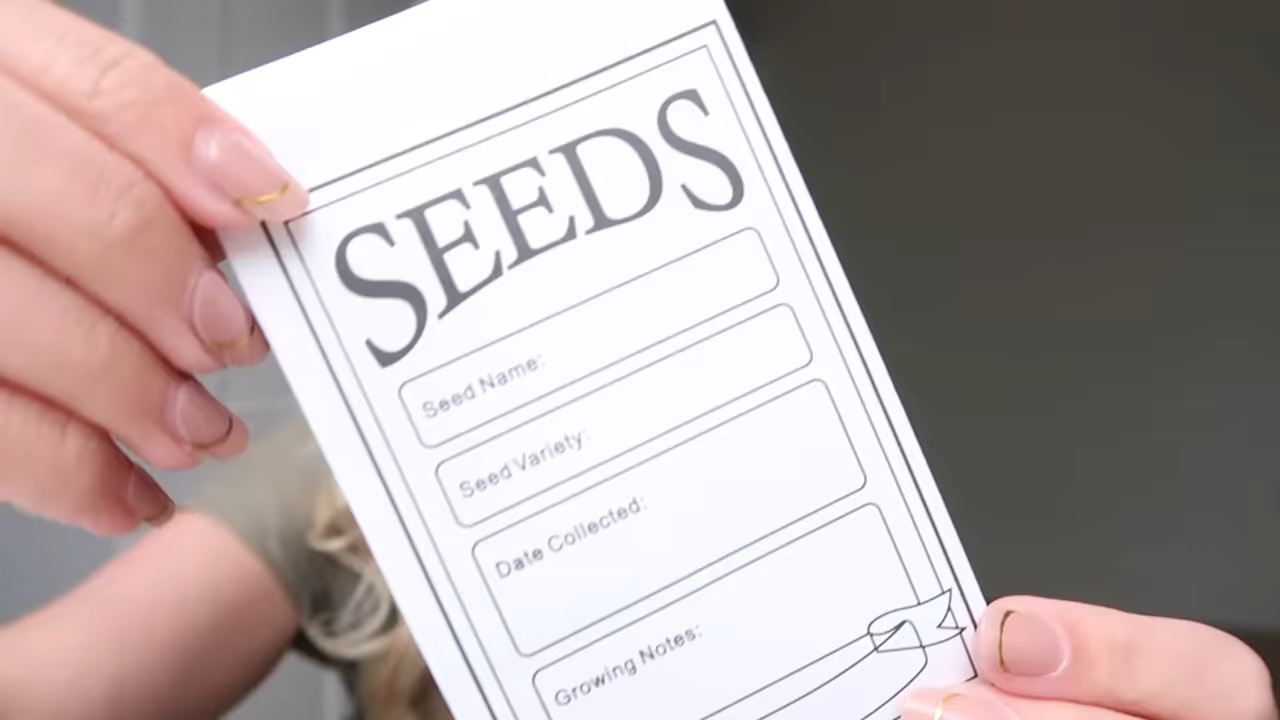 SEEDS
Seed Name:
Seed Variety:
Date Collected:
Growing Notes: